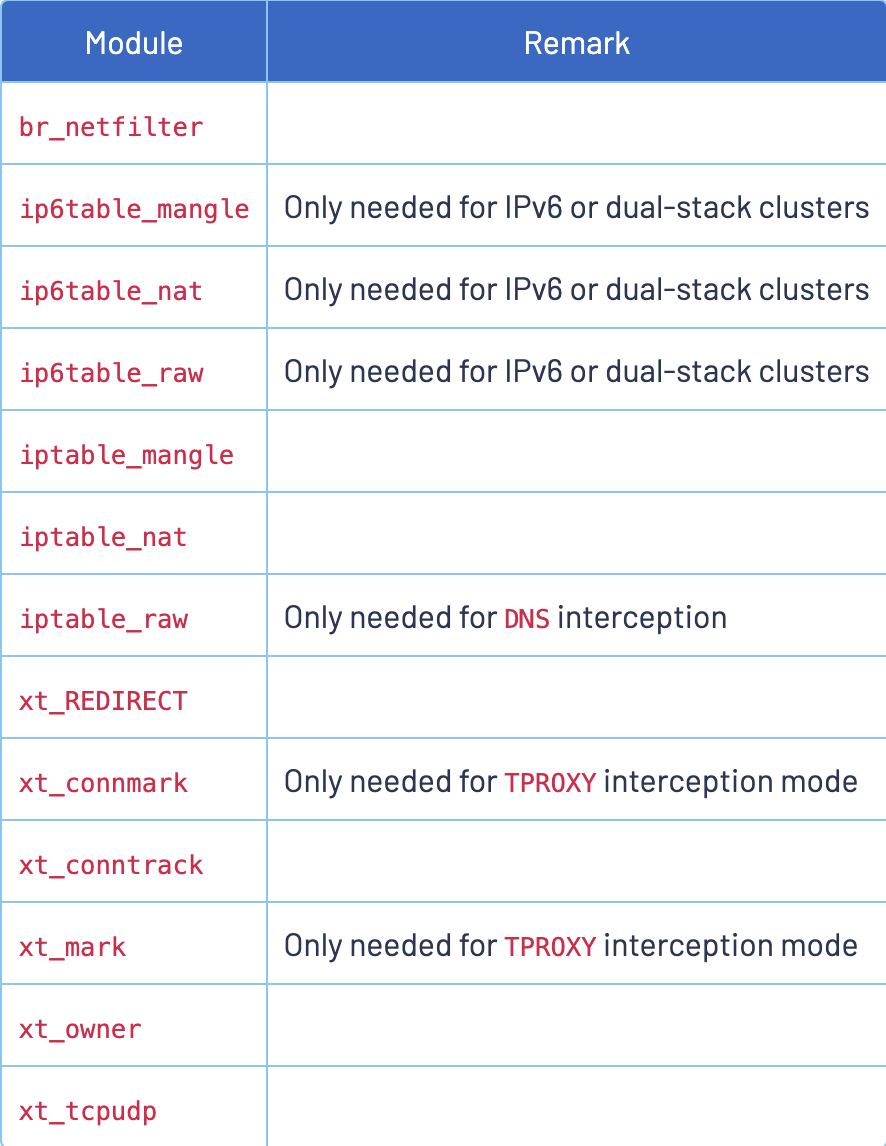 Module Remark
br_netfilter
ip6table_mangle Only needed for IPv6 or dual-stack clusters
ip6table_nat Only needed for IPv6 or dual-stack clusters
ip6table_raw Only needed for IPv6 or dual-stack clusters
iptable_mangle
iptable_nat
iptable_raw Only needed for DNS interception
xt_REDIRECT
xt_connmark Only needed for TPROXY interception mode
xt_conntrack
xt_mark Only needed for TPROXY interception mode
xt_owner
xt_tcpudp